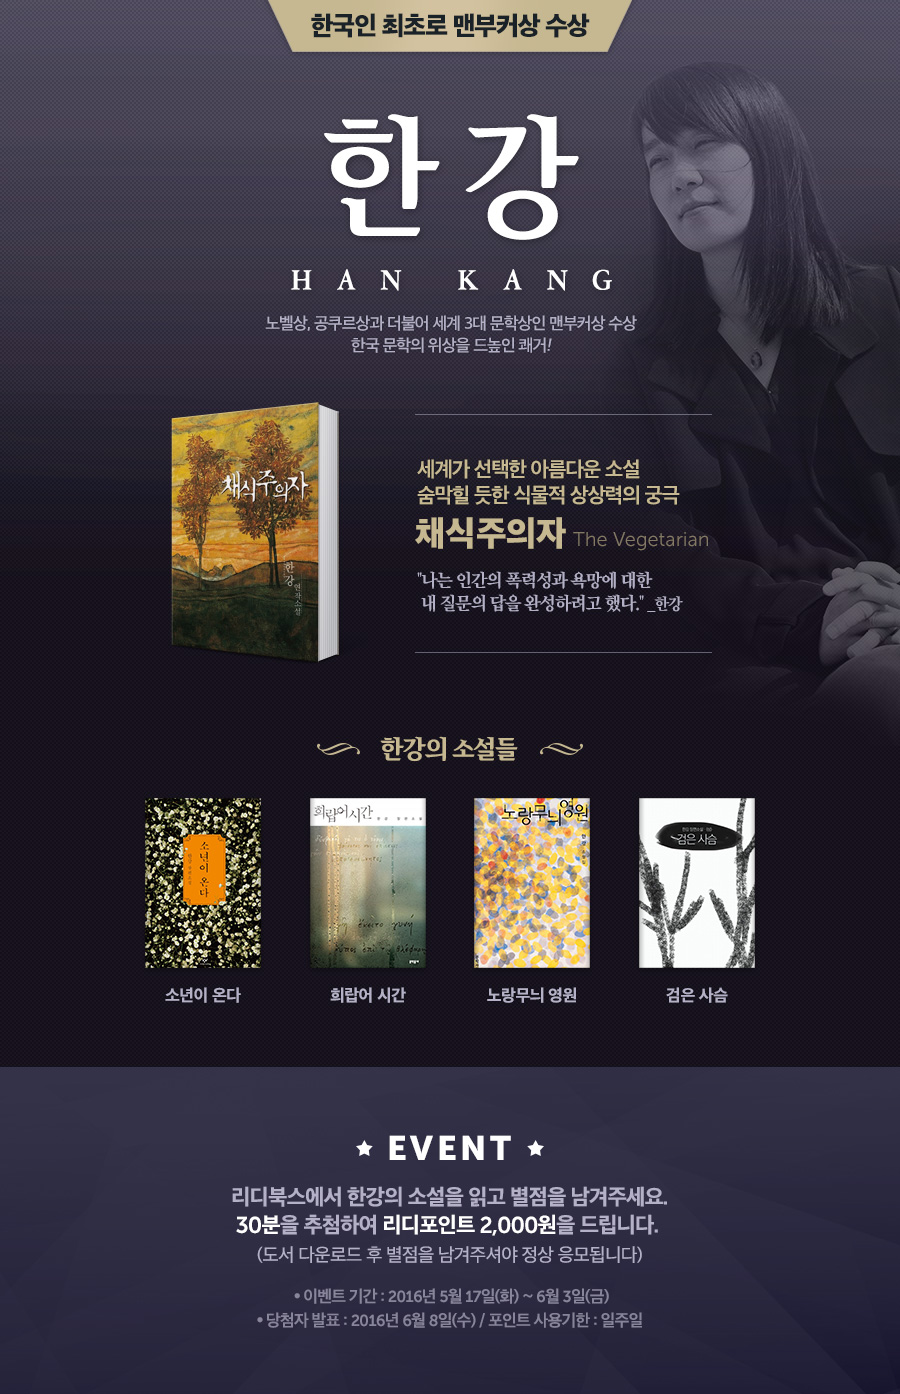 한국인 최초로 맨부커상 수상
한강
HAN KANG
노벨상, 공쿠르상과 더불어 세계 3대 문학상인 맨부커상 수상
한국 문학의 위상을 드높인 쾌거!
채식주의자
한강
연작소설
세계가 선택한 아름다운 소설
숨막힐 듯한 식물적 상상력의 궁극
채식주의자 The Vegetarian
"나는 인간의 폭력성과 욕망에 대한
내 질문의 답을 완성하려고 했다." _한강
한강의 소설들
소년이 온다
희랍어 시간
노랑무늬영원
검은 사슴
소년이 온다
희랍어 시간
노랑무늬 영원
검은 사슴
EVENT
리디북스에서 한강의 소설을 읽고 별점을 남겨주세요.
30분을 추첨하여 리디포인트 2,000원을 드립니다.
(도서 다운로드 후 별점을 남겨주셔야 정상 응모됩니다)
• 이벤트 기간 : 2016년 5월 17일(화) ~ 6월 3일(금)
• 당첨자 발표 : 2016년 6월 8일(수) / 포인트 사용기한 : 일주일